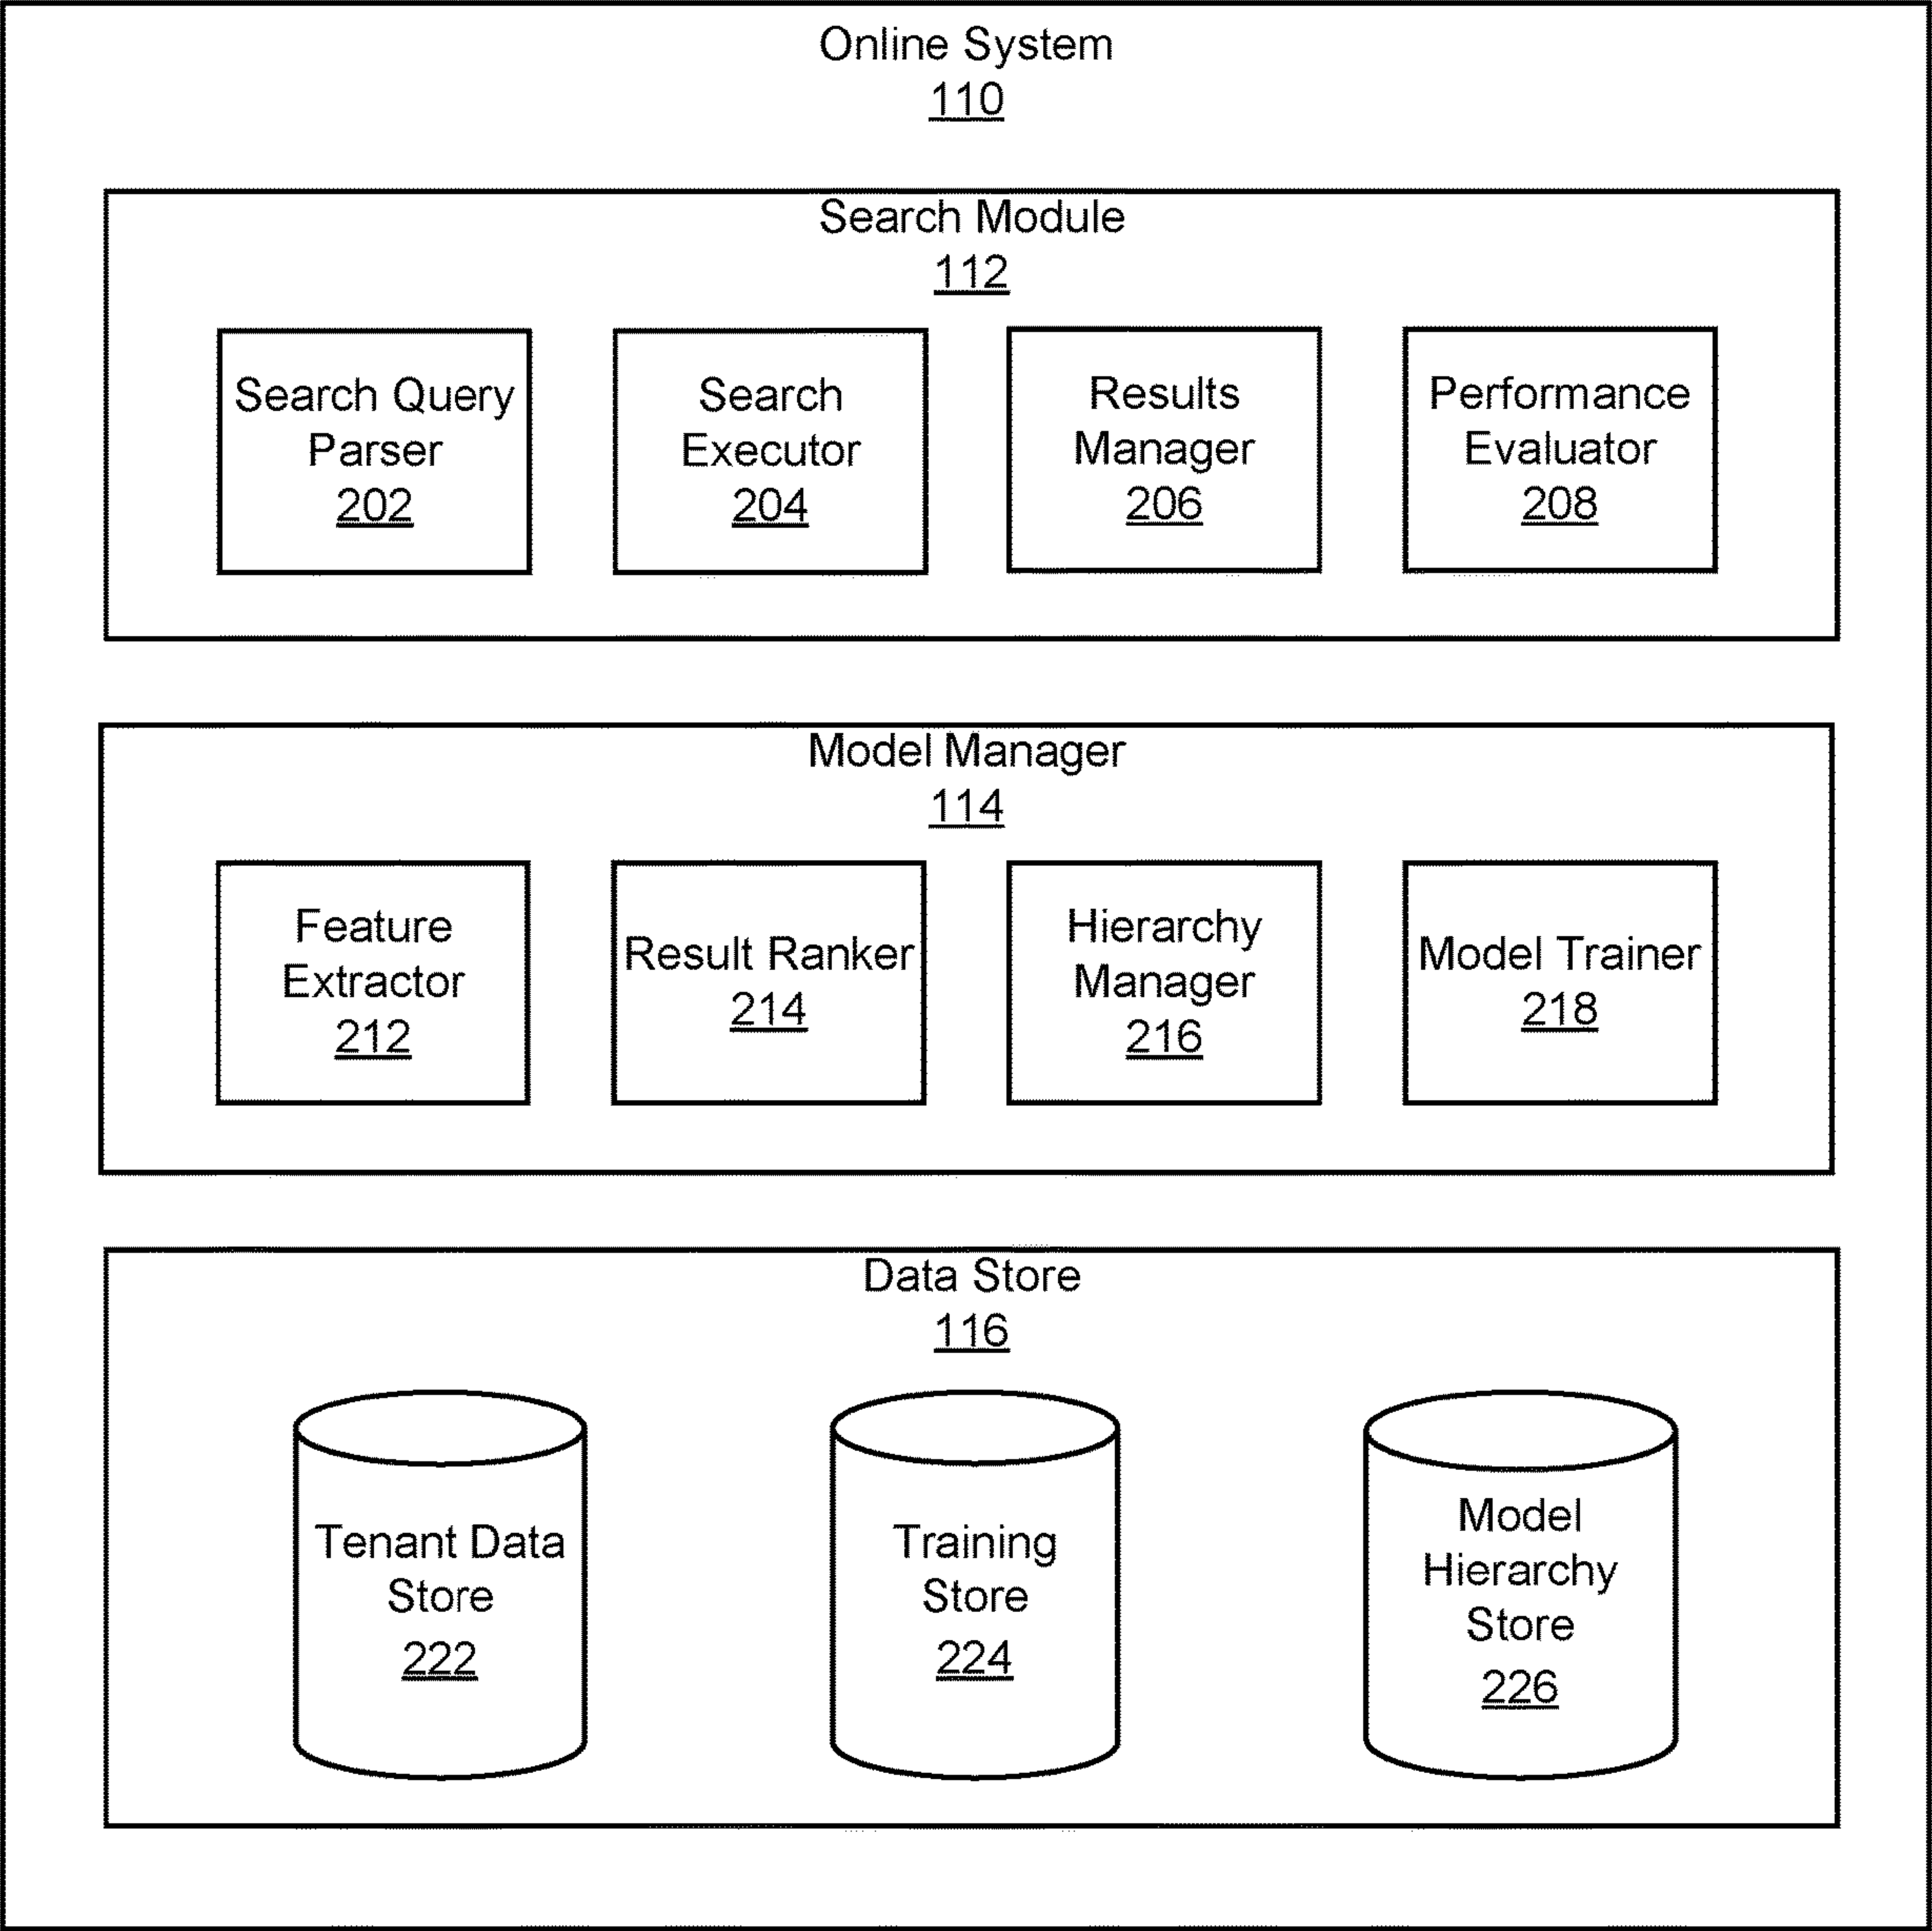 Online System
110
Search Module
112
Search Query
Parser
202
Search
Executor
204
Results
Manager
206
Performance
Evaluator
208
Model Manager
114
Feature
Extractor
212
Result Ranker
214
Hierarchy
Manager
216
Model Trainer
218
Data Store
116
Tenant Data
Store
222
Training
Store
224
Model
Hierarchy
Store
226